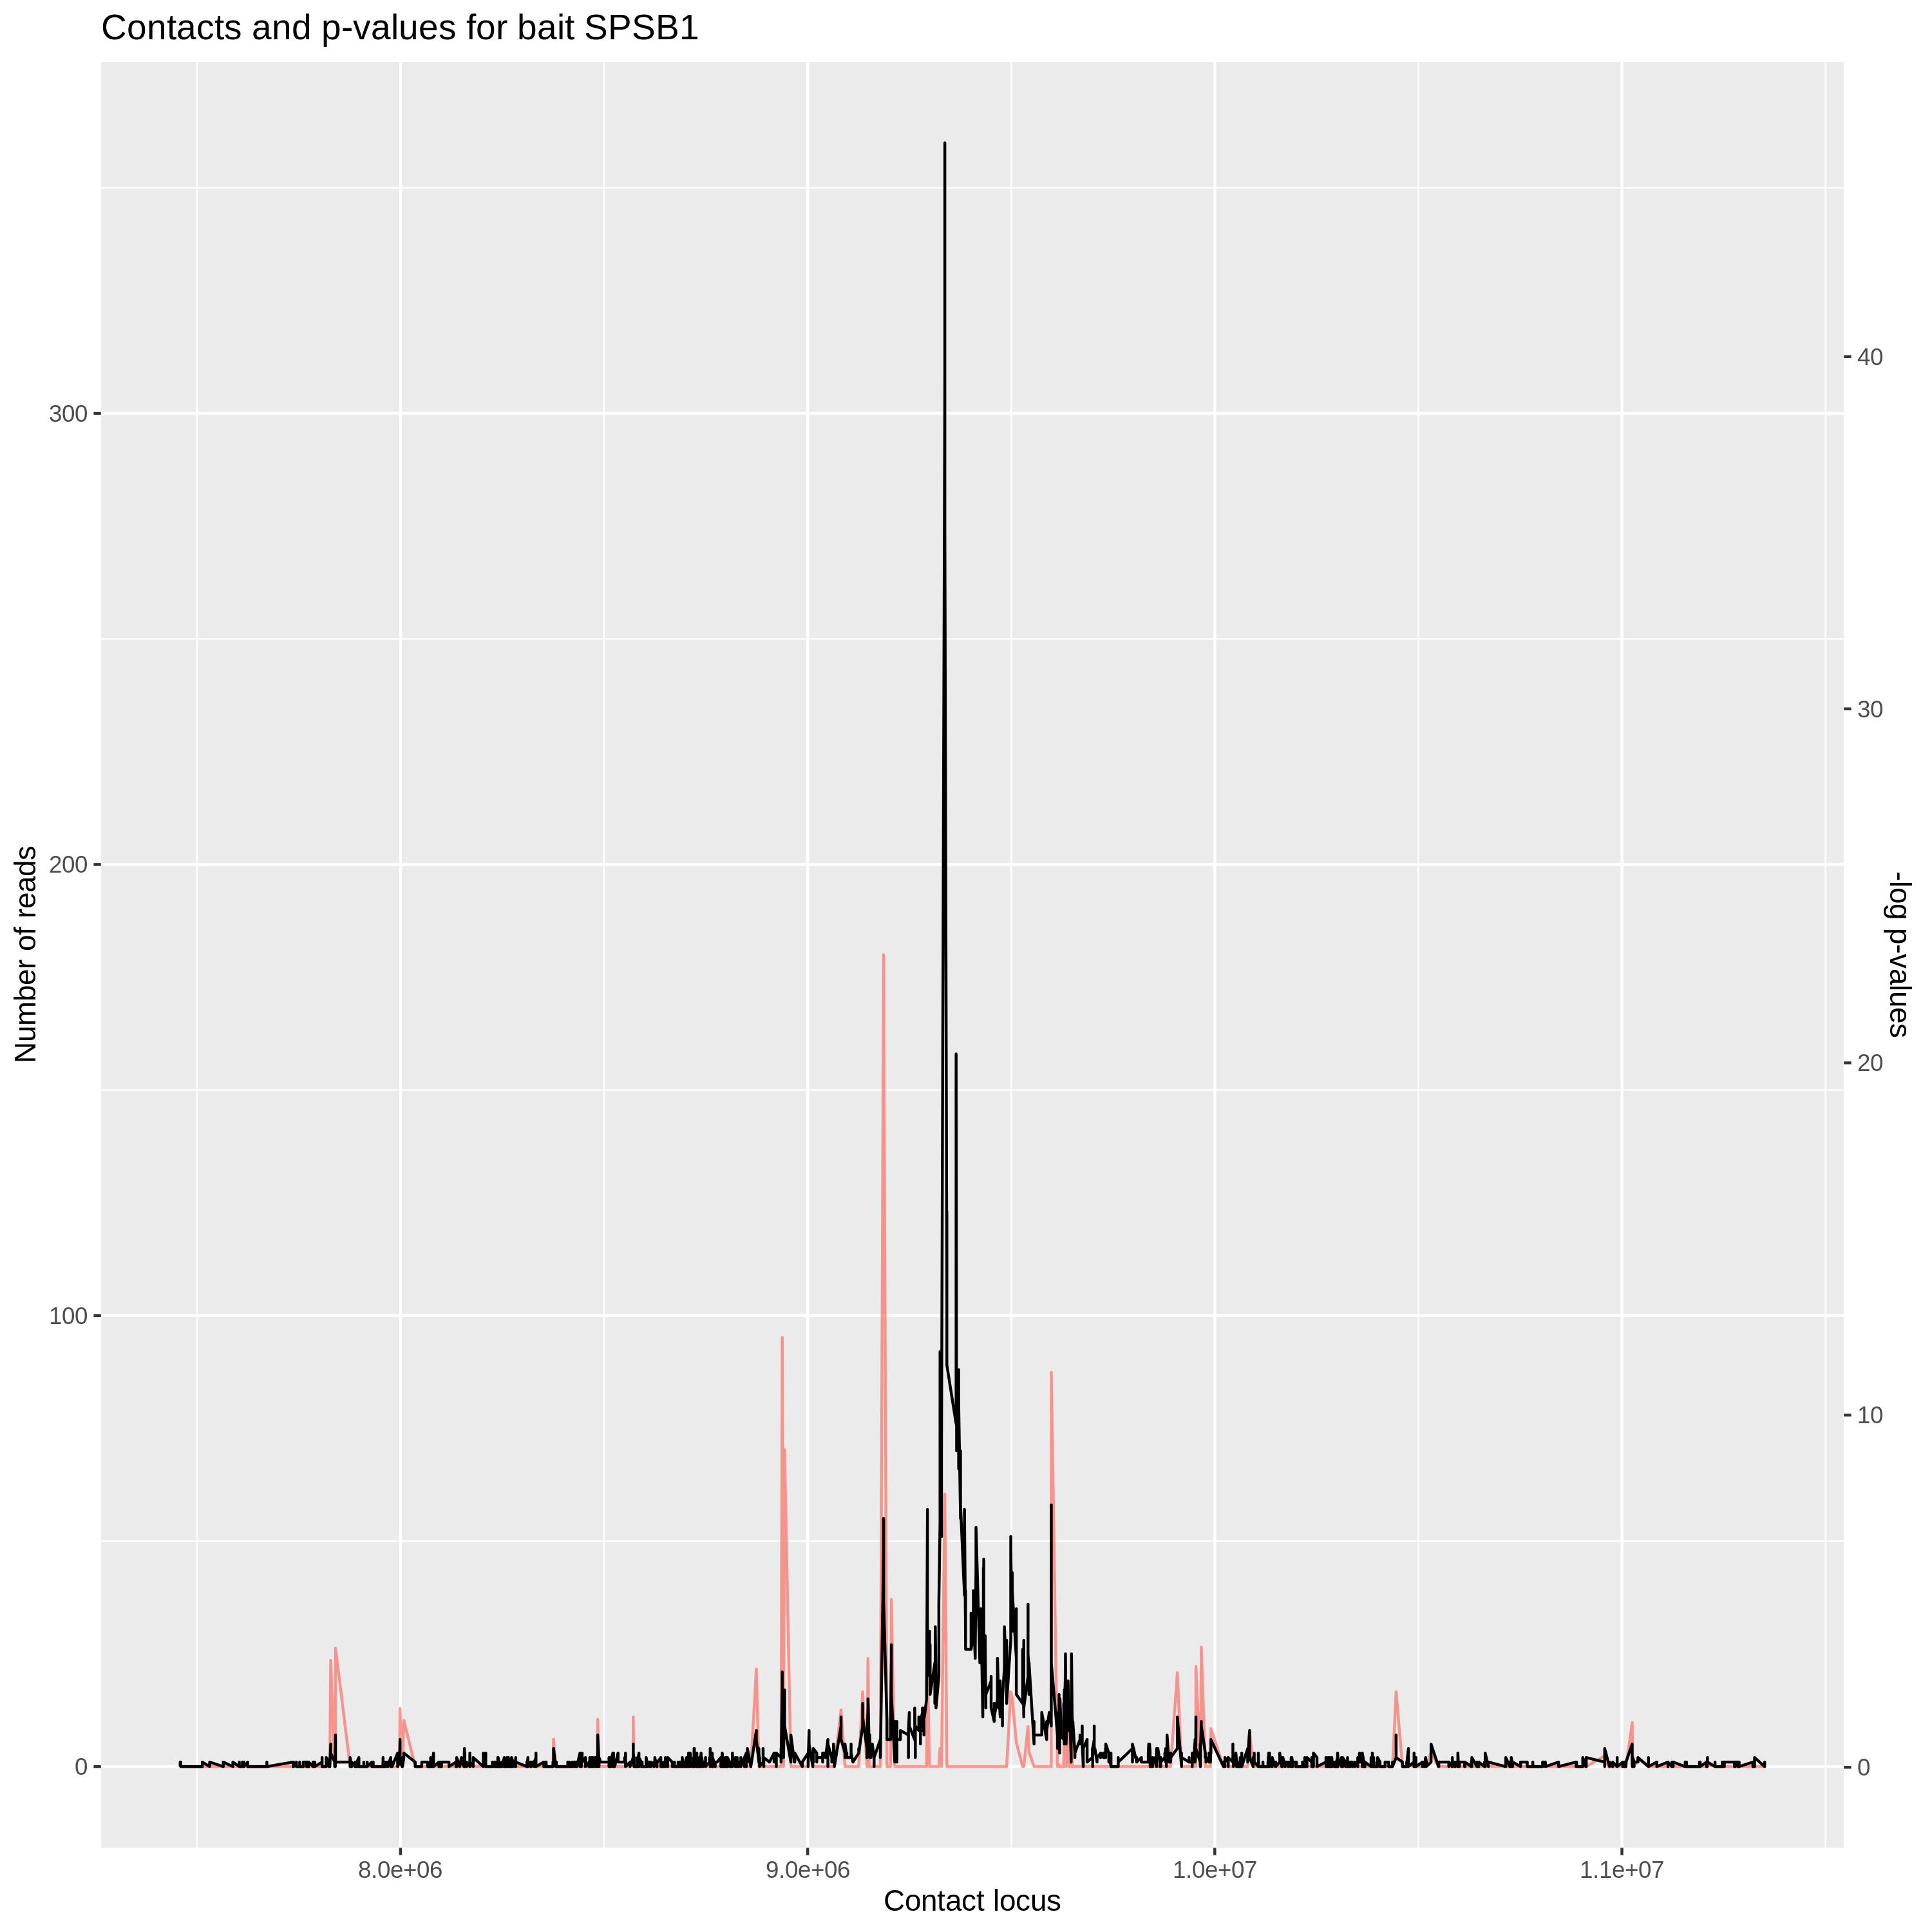 Contacts and p-values for bait SPSB1
Number of reads
300
200
100
0
-log p-values
40
30
20
10
0
8.0e+06 9.0e+06 1.0e+07 1.1e+07
Contact locus